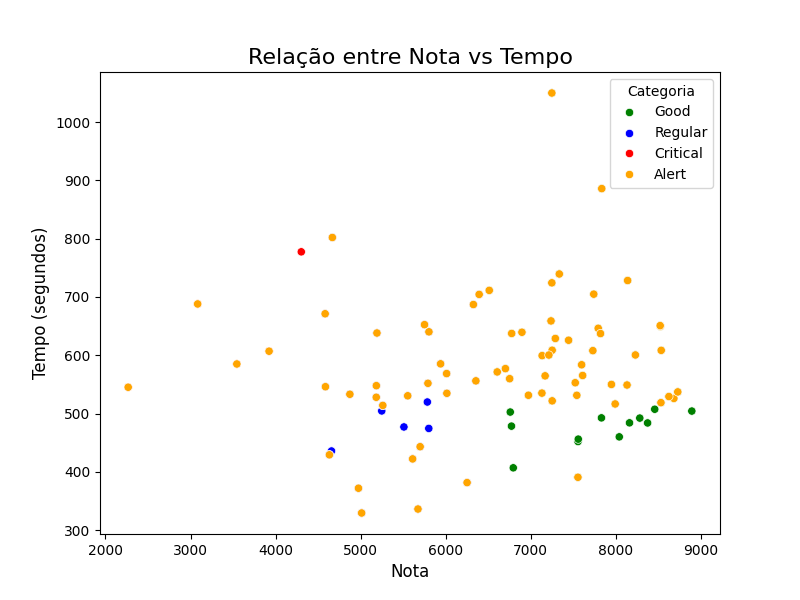 Relação entre Nota vs Tempo
Categoria
Good
Regular
Critical
Alert
Tempo (segundos)
1000
900
800
700
600
500
400
300
2000 3000 4000 5000 6000 7000 8000 9000
Nota